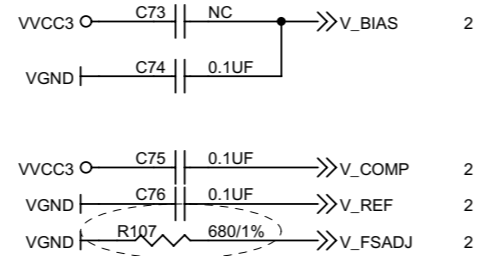 VVCC3 C73 NC V_BIAS 2
VGND C74 0.1UF
VVCC3 C75 0.1UF V_COMP 2
VGND C76 0.1UF V_REF 2
VGND R107 680/1% V_FSADJ 2